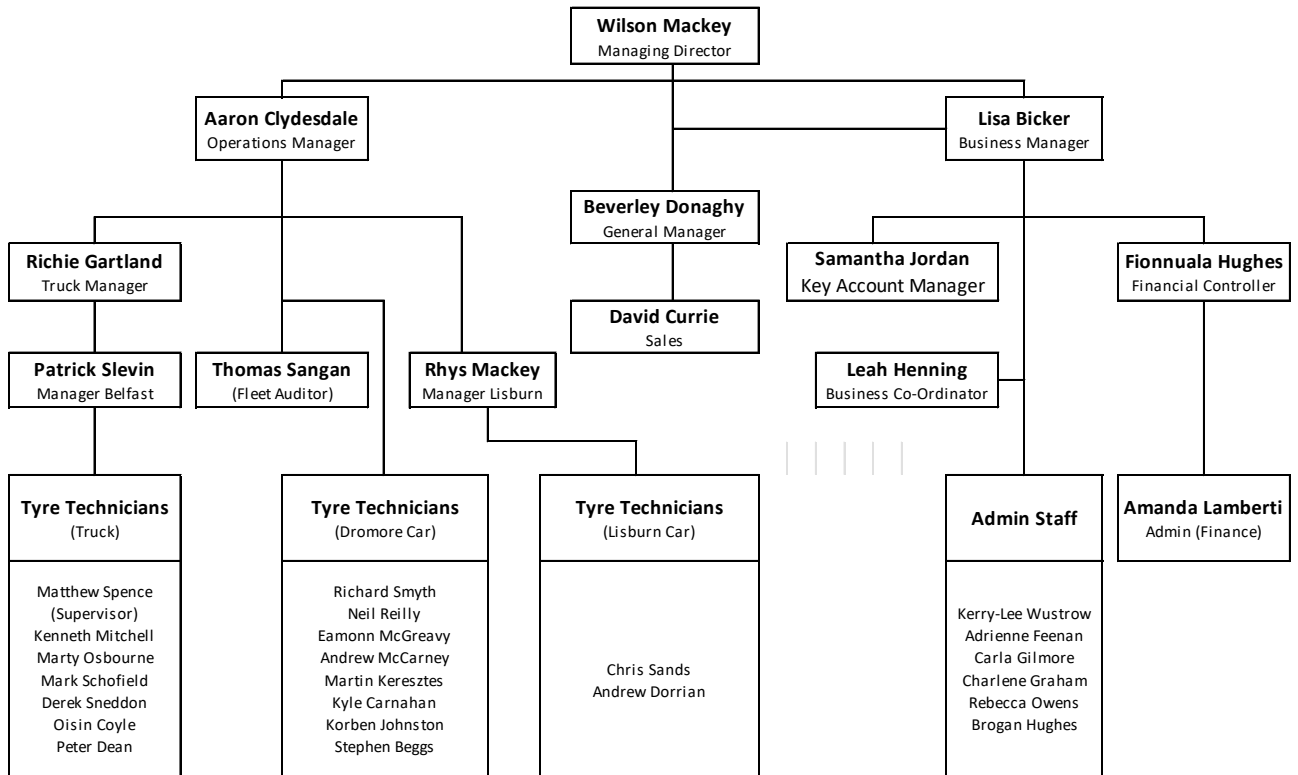 Wilson Mackey
Managing Director
Aaron Clydesdale
Operations Manager
Lisa Bicker
Business Manager
Beverley Donaghy
General Manager
Richie Gartland
Truck Manager
Samantha Jordan
Key Account Manager
Fionnuala Hughes
Financial Controller
David Currie
Sales
Patrick Slevin
Manager Belfast
Thomas Sangan
(Fleet Auditor)
Rhys Mackey
Manager Lisburn
Leah Henning
Business Co-Ordinator
Tyre Technicians
(Truck)
Matthew Spence
(Supervisor)
Kenneth Mitchell
Marty Osbourne
Mark Schofield
Derek Sneddon
Oisin Coyle
Peter Dean
Tyre Technicians
(Dromore Car)
Richard Smyth
Neil Reilly
Eamonn McGreavy
Andrew McCarney
Martin Keresztes
Kyle Carnahan
Korben Johnston
Stephen Beggs
Tyre Technicians
(Lisburn Car)
Chris Sands
Andrew Dorrian
Admin Staff
Kerry-Lee Wustrow
Adrienne Feenan
Carla Gilmore
Charlene Graham
Rebecca Owens
Brogan Hughes
Amanda Lamberti
Admin (Finance)